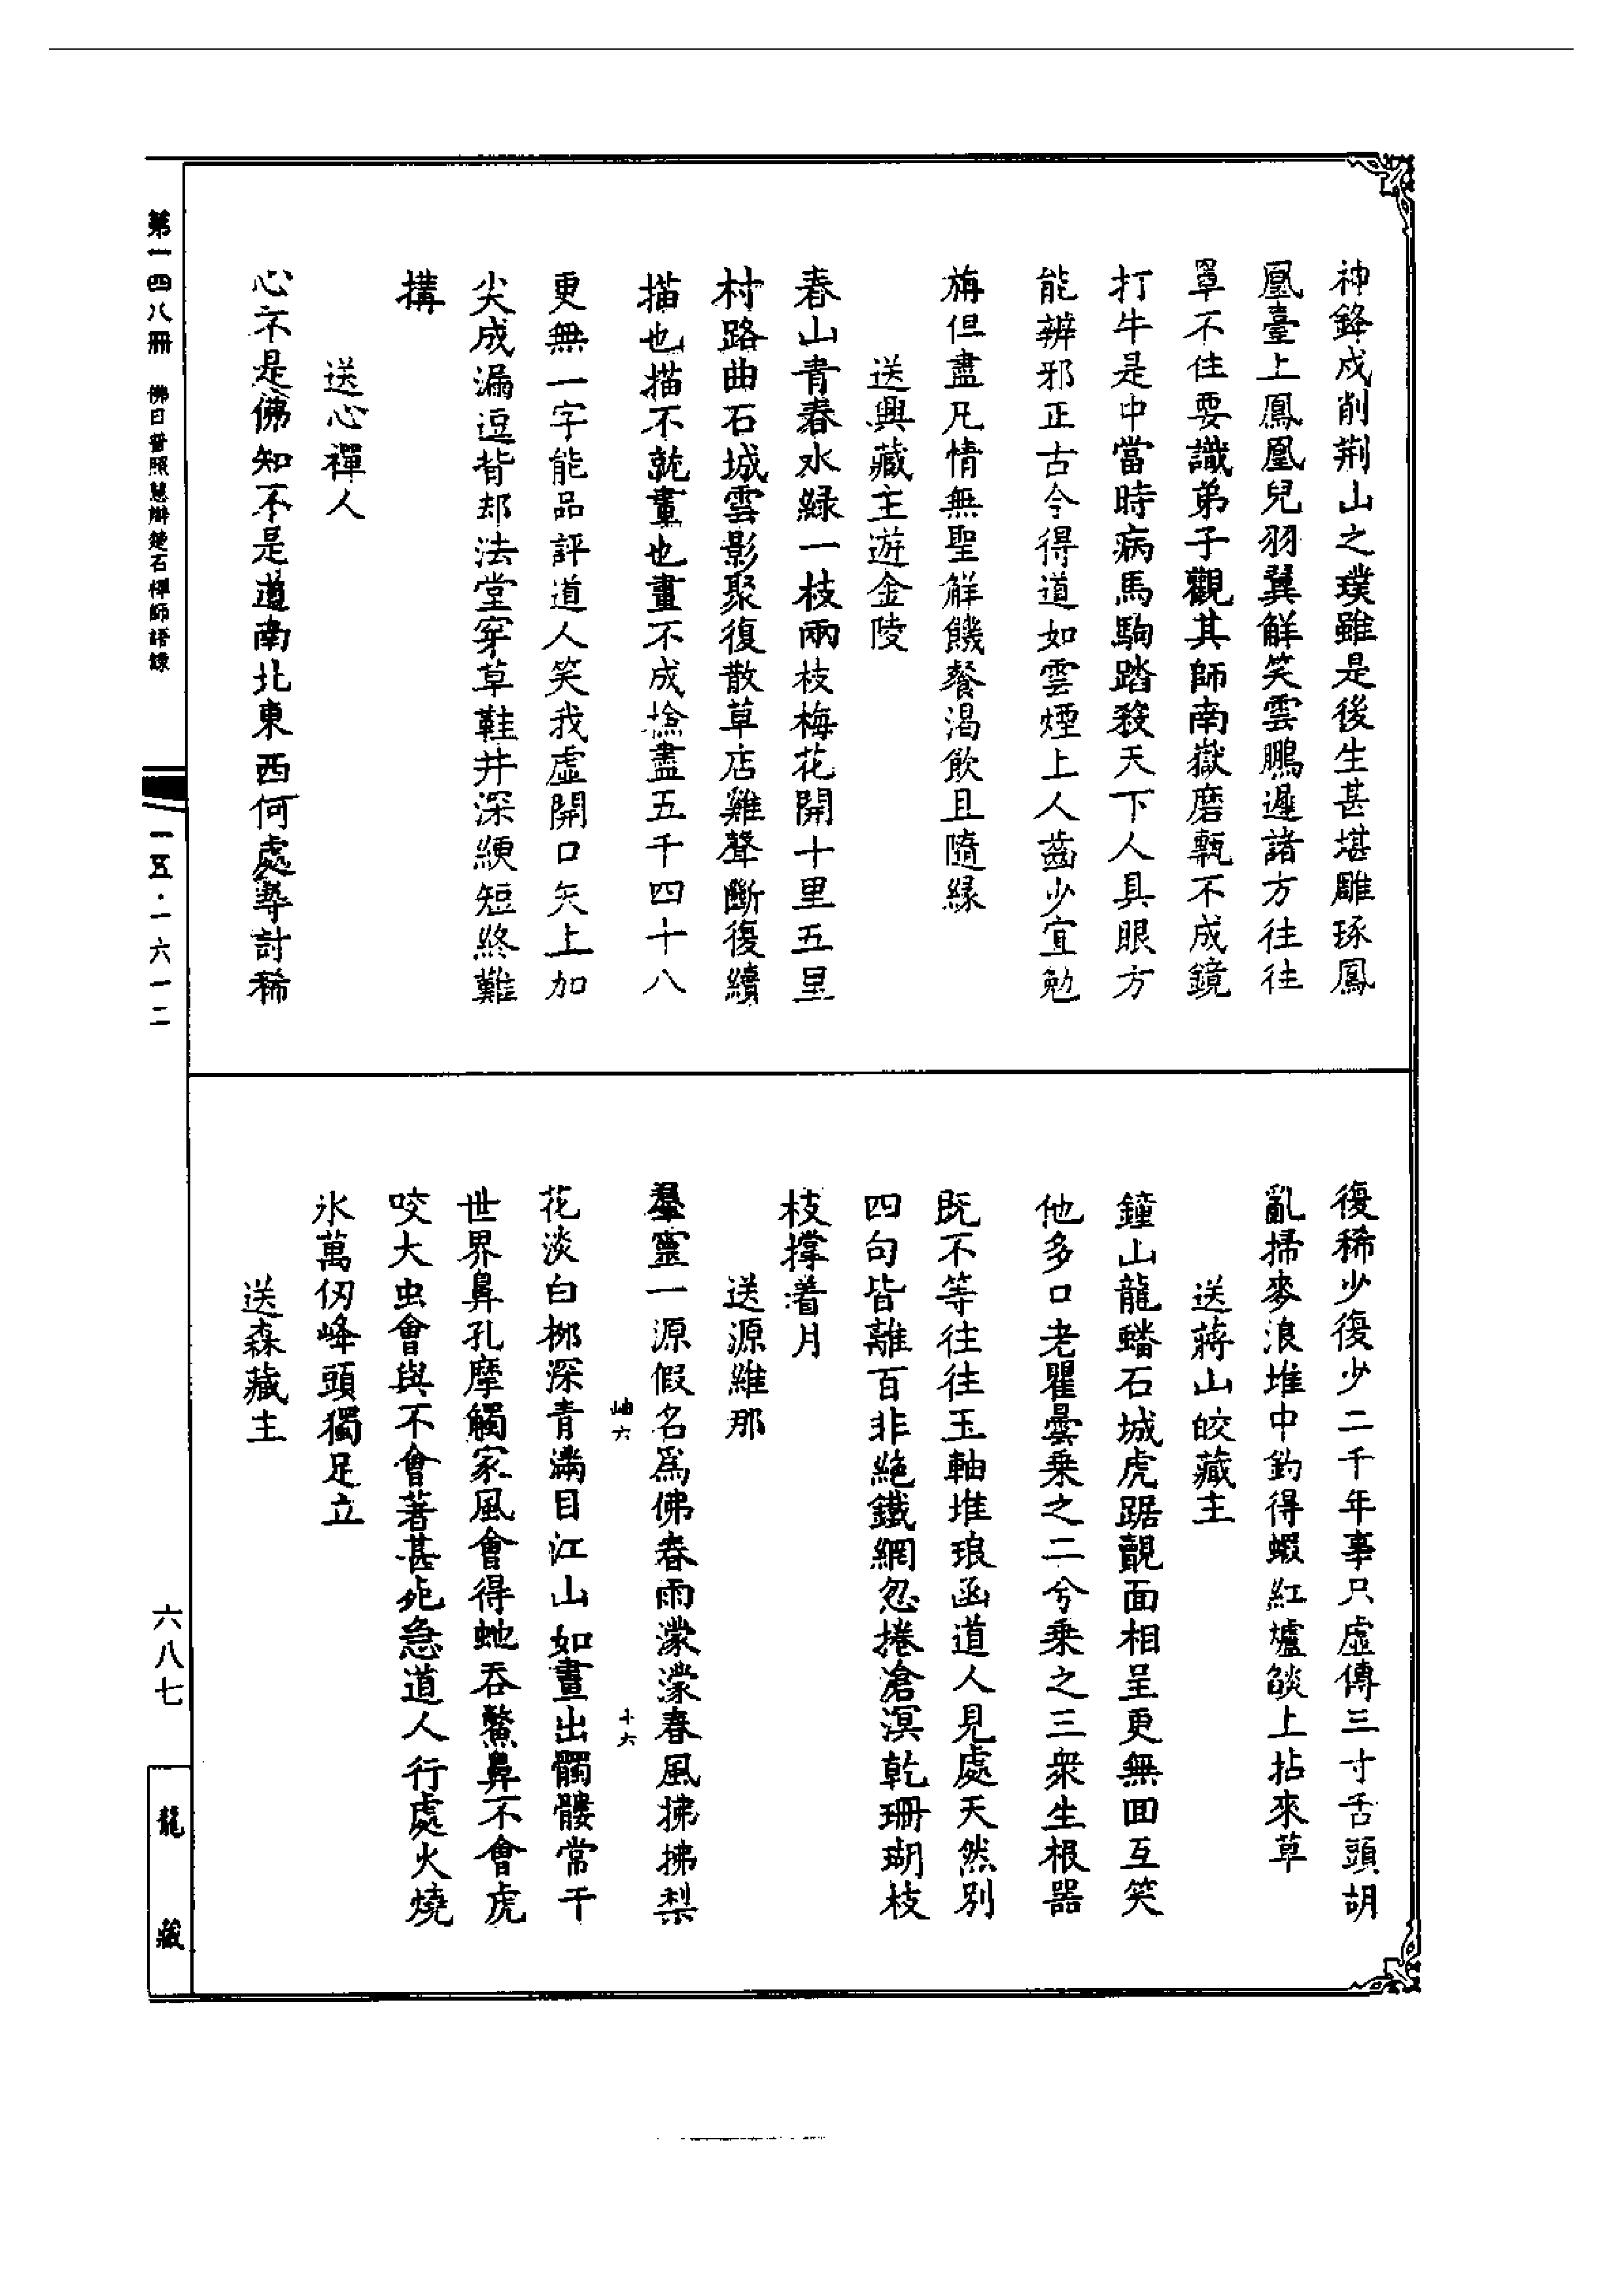 神鋒戍削荆山之璞雖是後生甚堪雕琢鳳
凰臺上鳳凰兒羽翼解笑雲鵬遲諸方往往
罩不住要識弟子觀其師南嶽磨甎不成鏡
打牛是中當時病馬駒踏殺天下人具眼方
能辨邪正古今得道如雲煙上人齒少宜勉
旃但盡凡情無聖解饑餐渴飲且隨緣
送興藏主遊金陵
春山青春水緑一枝兩枝梅花開十里五里
村路曲石城雲影聚復散草店雞聲斷復續
描也描不就畫也畫不成掄盡五千四十八
更無一字能品評道人笑我虛開口矢上加
尖成漏逗背却法堂穿草鞋井深綆短終難
搆
送心禪人
心不是佛知不是道南北東西何處尋討稀
復稀少復少二千年事只虛傳三寸舌頭胡
亂掃麥浪堆中釣得蝦紅爐燄上拈來草
送蔣山皎藏主
鐘山龍蟠石城虎踞覿面相呈更無回互笑
他多口老瞿曇乗之二兮乗之三衆生根器
既不等往往玉軸堆琅函道人見處天然別
四句皆離百非絶鐵網忽捲滄溟乾珊瑚枝
枝撑着月
送源維那
羣靈一源假名爲佛春雨濛濛春風拂拂梨
岫六
十六
花淡白桞深青滿目江山如畫出髑髏常干
世界鼻孔摩觸家風會得虵吞鱉鼻不會虎
咬大虫會與不會著甚死急道人行處火燒
氷萬仞峰頭獨足立
送森藏主
第一四八冊
佛日普照慧辯楚石禪師語錄
一五·一六一二
六八七
龍藏